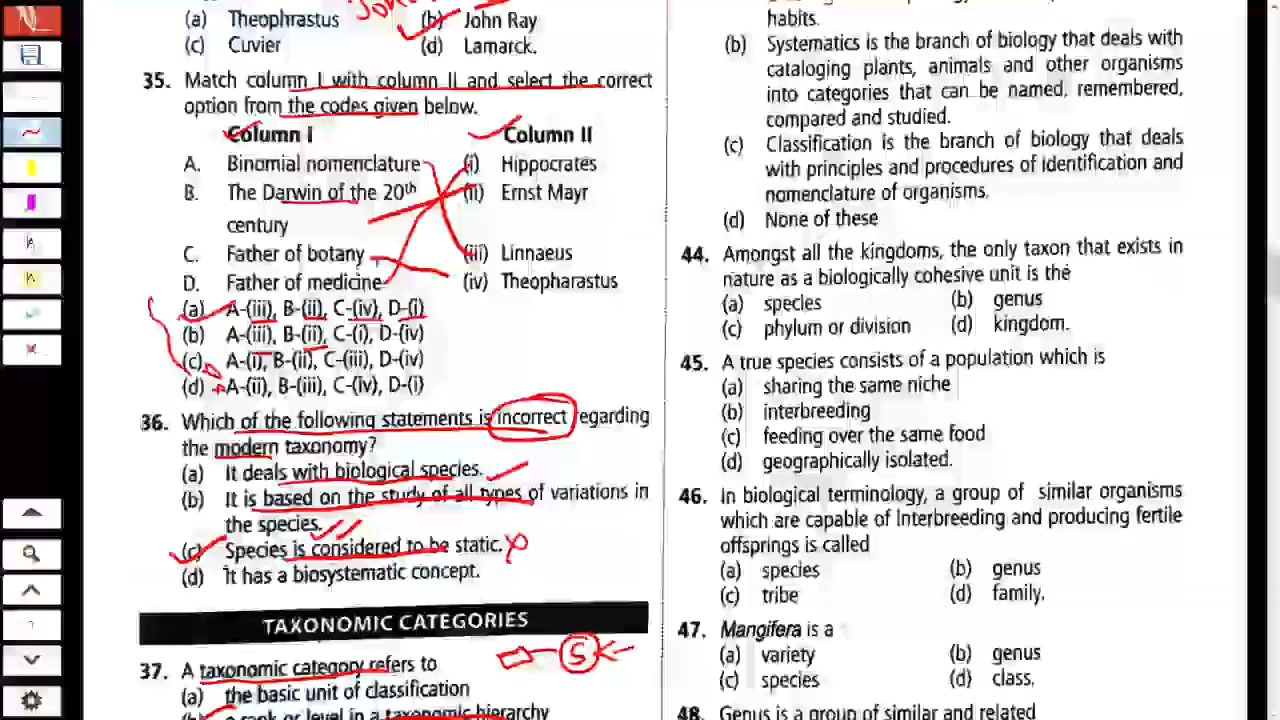 (a) Theophrastus (b) John Ray
(c) Cuvier (d) Lamarck.
35. Match column I with column II and select the correct
option from the codes given below.
Column I Column II
A. Binomial nomenclature (i) Hippocrates
B. The Darwin of the 20th (ii) Ernst Mayr
century
C. Father of botany (iii) Linnaeus
D. Father of medicine (iv) Theopharastus
(a) A-(iii), B-(ii), C-(iv), D-(i)
(b) A-(iii), B-(ii), C-(i), D-(iv)
(c) A-(i), B-(ii), C-(iii), D-(iv)
(d) A-(ii), B-(iii), C-(iv), D-(i)
36. Which of the following statements is incorrect regarding
the modern taxonomy?
(a) It deals with biological species.
(b) It is based on the study of all types of variations in
the species.
(c) Species is considered to be static.
(d) It has a biosystematic concept.
TAXONOMIC CATEGORIES
S
37. A taxonomic category refers to
(a) the basic unit of classification
(b) a rank or level in a taxonomic hierarchy
habits.
(b) Systematics is the branch of biology that deals with
cataloging plants, animals and other organisms
into categories that can be named, remembered,
compared and studied.
(c) Classification is the branch of biology that deals
with principles and procedures of identification and
nomenclature of organisms.
(d) None of these
44. Amongst all the kingdoms, the only taxon that exists in
nature as a biologically cohesive unit is the
(a) species (b) genus
(c) phylum or division (d) kingdom.
45. A true species consists of a population which is
(a) sharing the same niche
(b) interbreeding
(c) feeding over the same food
(d) geographically isolated.
46. In biological terminology, a group of similar organisms
which are capable of interbreeding and producing fertile
offsprings is called
(a) species (b) genus
(c) tribe (d) family.
47. Mangifera is a
(a) variety (b) genus
(c) species (d) class.
48. Genus is a group of similar and related